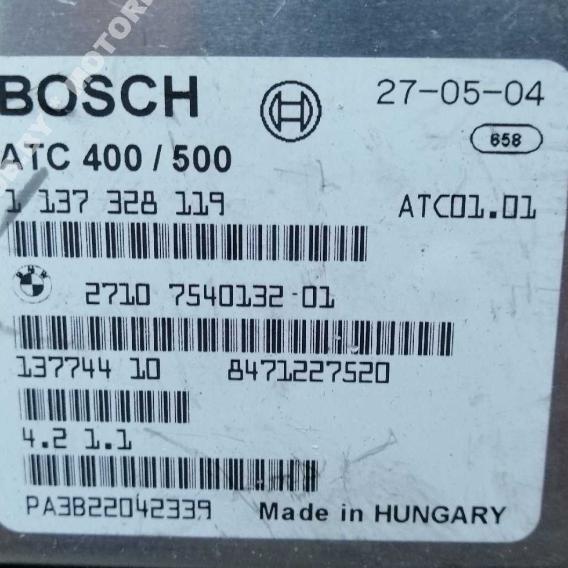 BOSCH
27-05-04
658
ATC 400 / 500
1 137 328 119
ATC01.01
2710 7540132-01
137744 10
8471227520
4.2 1.1
PA3B22042339
Made in HUNGARY